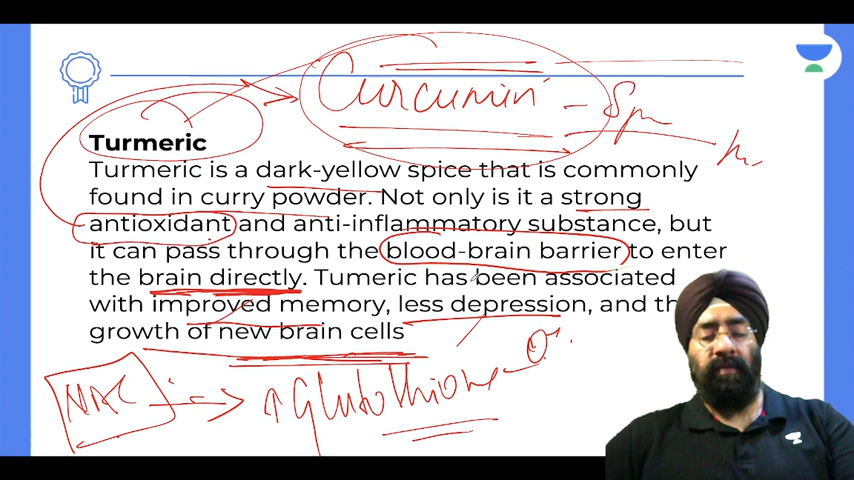 Curcumin
Turmeric
Turmeric is a dark-yellow spice that is commonly
found in curry powder. Not only is it a strong
antioxidant and anti-inflammatory substance, but
it can pass through the blood-brain barrier to enter
the brain directly. Tumeric has been associated
with improved memory, less depression, and th
growth of new brain cells
NAC ↑ Glutothione